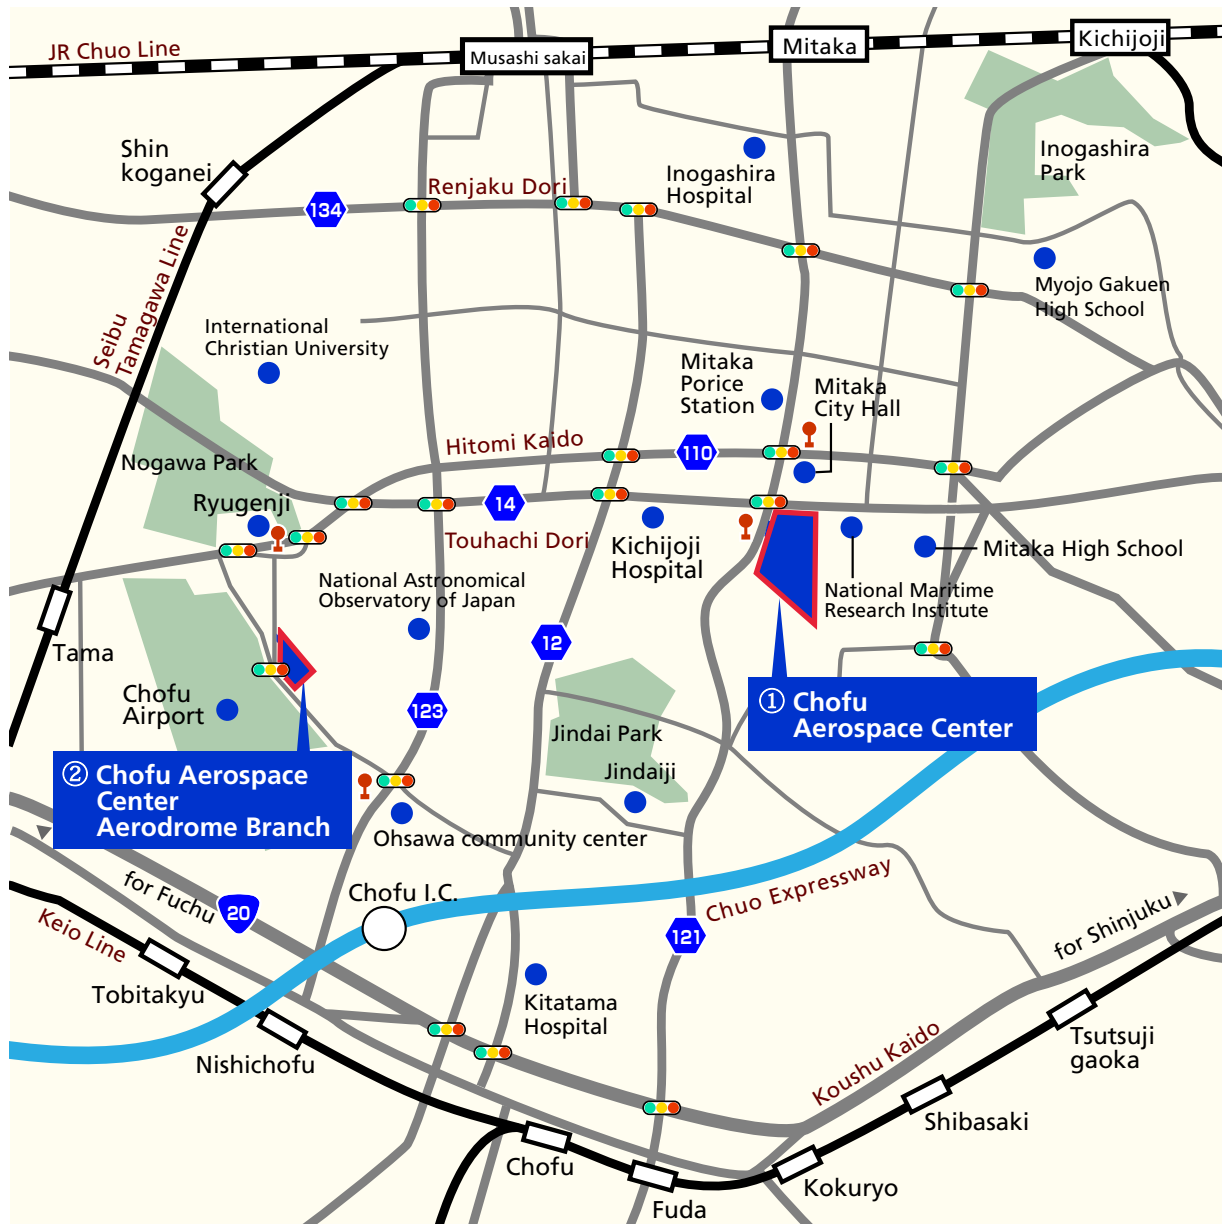 JR Chuo Line
Musashi sakai
Mitaka
Kichijoji
Shin
koganei
134
Renjaku Dori
Inogashira
Hospital
Inogashira
Park
Myojo Gakuen
High School
Seibu
Tamagawa Line
International
Christian University
Mitaka
Porice
Station
Mitaka
City Hall
Hitomi Kaido
110
Nogawa Park
Ryugenji
14
Touhachi Dori
Kichijoji
Hospital
Mitaka High School
National Maritime
Research Institute
National Astronomical
Observatory of Japan
Tama
12
Chofu
Airport
123
① Chofu
Aerospace Center
Jindai Park
Jindaiji
② Chofu Aerospace
Center
Aerodrome Branch
Ohsawa community center
for Fuchu
20
Chofu I.C.
Chuo Expressway
Keio Line
121
for Shinjuku
Tobitakyu
Kitatama
Hospital
Nishichofu
Koushu Kaido
Tsutsuji
gaoka
Shibasaki
Chofu
Kokuryo
Fuda